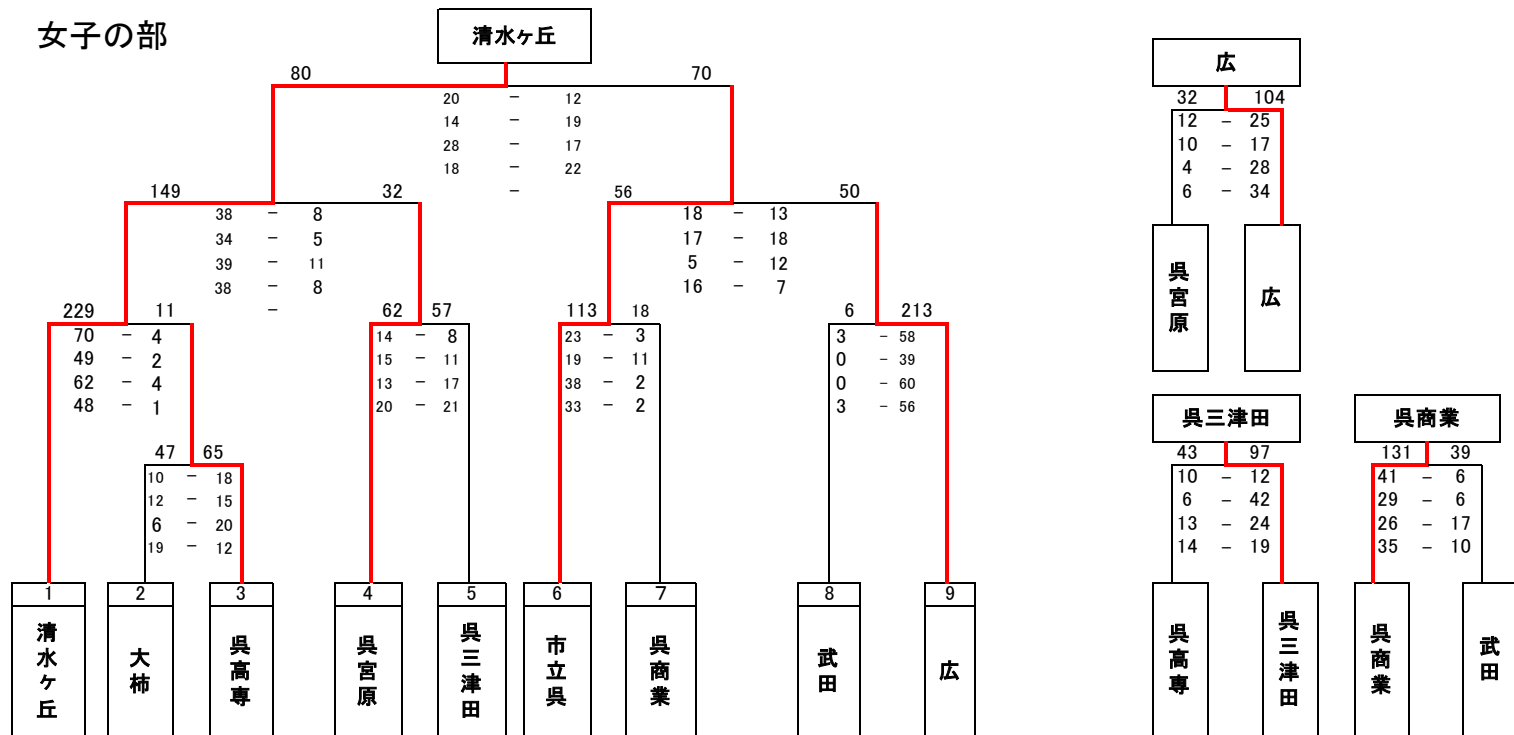 女子の部
清水ヶ丘
80 70
20 － 12
14 － 19
28 － 17
18 － 22
－
149 32
38 － 8
34 － 5
39 － 11
38 － 8
－
56 50
18 － 13
17 － 18
5 － 12
16 － 7
229 11
70 － 4
49 － 2
62 － 4
48 － 1
62 57
14 － 8
15 － 11
13 － 17
20 － 21
113 18
23 － 3
19 － 11
38 － 2
33 － 2
6 213
3 － 58
0 － 39
0 － 60
3 － 56
47 65
10 － 18
12 － 15
6 － 20
19 － 12
1 2 3 4 5 6 7 8 9
清水ヶ丘
大柿
呉高専
呉宮原
呉三津田
市立呉
呉商業
武田
広
広
32 104
12 － 25
10 － 17
4 － 28
6 － 34
呉宮原
広
呉三津田
43 97
10 － 12
6 － 42
13 － 24
14 － 19
呉高専
呉三津田
呉商業
131 39
41 － 6
29 － 6
26 － 17
35 － 10
呉商業
武田